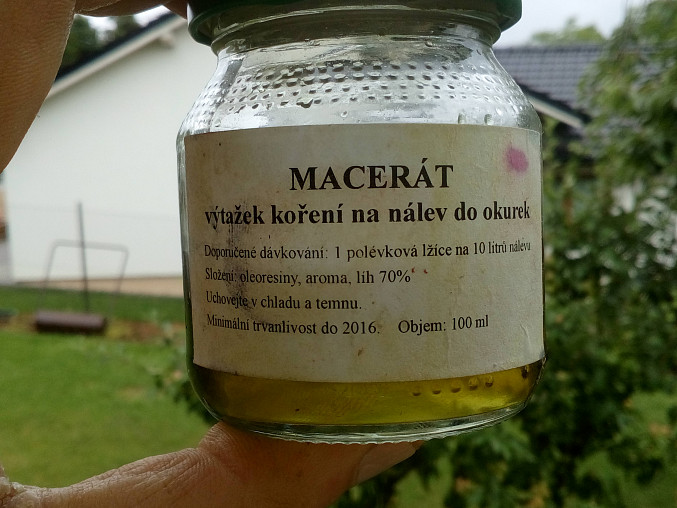 MACERÁT
výtažek koření na nálev do okurek
Doporučené dávkování: 1 polévková lžíce na 10 litrů nálevu
Složení: oleoresiny, aroma, líh 70%
Uchovejte v chladu a temnu.
Minimální trvanlivost do 2016. Objem: 100 ml